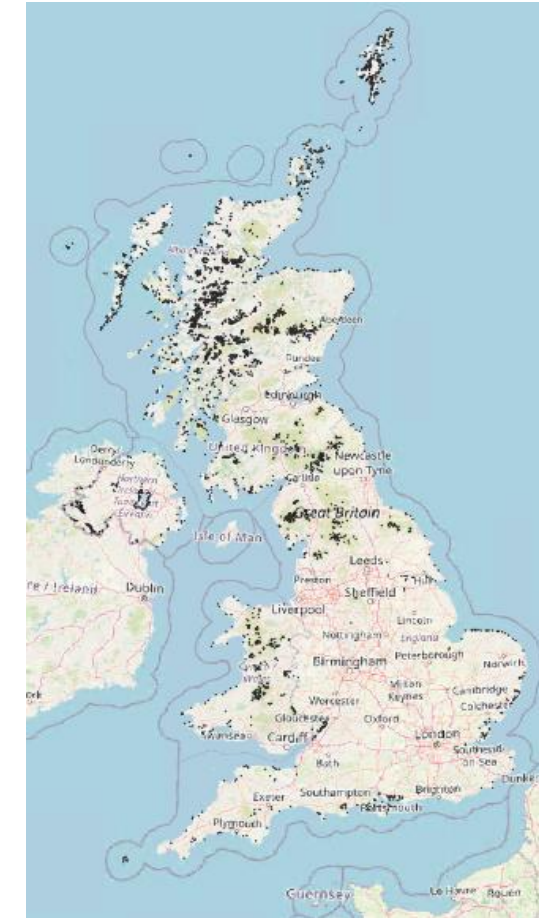 Aberdeen
Dundee
Edinburgh
Glasgow
United Kingdom
Derry/
Londonderry
Newcastle
upon Tyne
Carlisle
Great Britain
Isle of Man
re / Ireland
Dublin
Leeds
Preston
Hull
Sheffield
Liverpool
Lincoln
Nottingham
England
Peterborough
Norwich
Birmingham
Milton
Keynes
Cambridge
Worcester
Colchester
Gloucester
Oxford
Swansea
Cardiff
London
Southend-
on-Sea
Bath
Southampton
Brighton
Portsmouth
Exeter
Plymouth
Dunke
Guernsey
Le Havre
Rouen